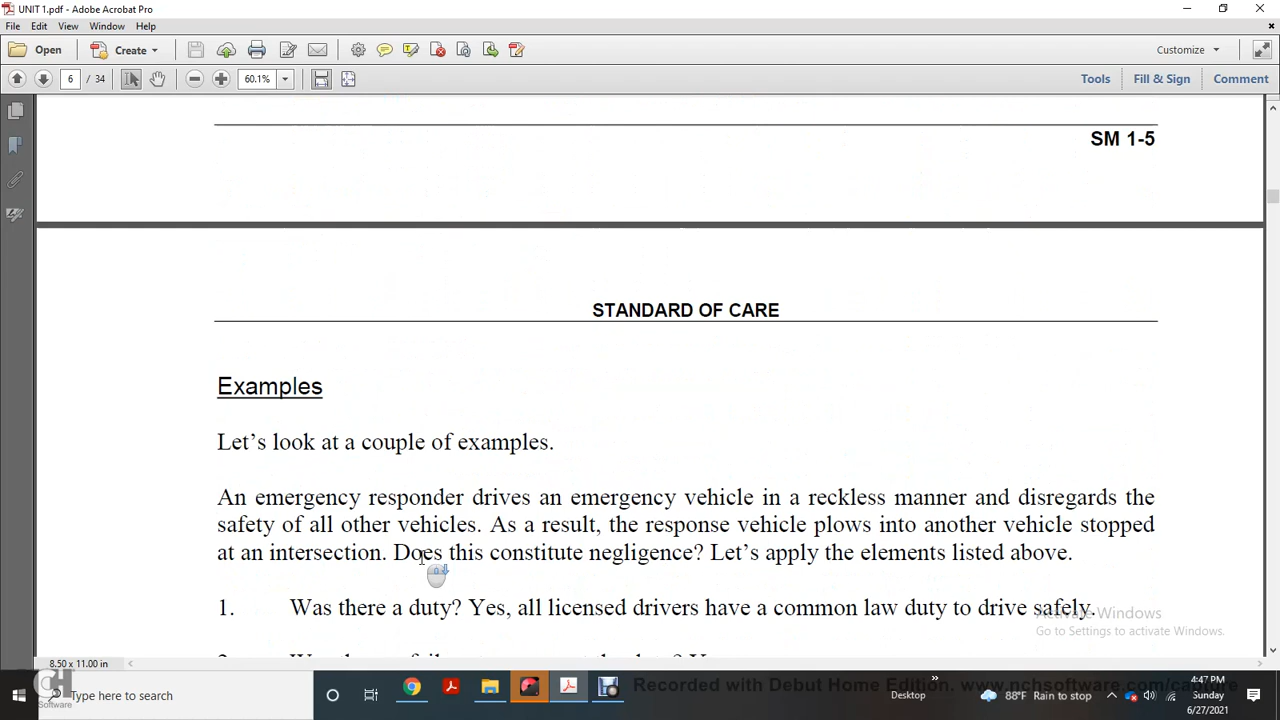 UNIT 1.pdf - Adobe Acrobat Pro
File Edit View Window Help
Open Create Customize
6 / 34 60.1% Tools Fill & Sign Comment
SM 1-5
STANDARD OF CARE
Examples
Let's look at a couple of examples.
An emergency responder drives an emergency vehicle in a reckless manner and disregards the
safety of all other vehicles. As a result, the response vehicle plows into another vehicle stopped
at an intersection. Does this constitute negligence? Let's apply the elements listed above.
1. Was there a duty? Yes, all licensed drivers have a common law duty to drive safely.
Activate Windows
Go to Settings to activate Windows.
8.50 x 11.00 in
Type here to search
Recorded with Debut Home Edition. www.nchsoftware.com/capture
Software
Desktop
88°F Rain to stop
4:47 PM
Sunday
6/27/2021